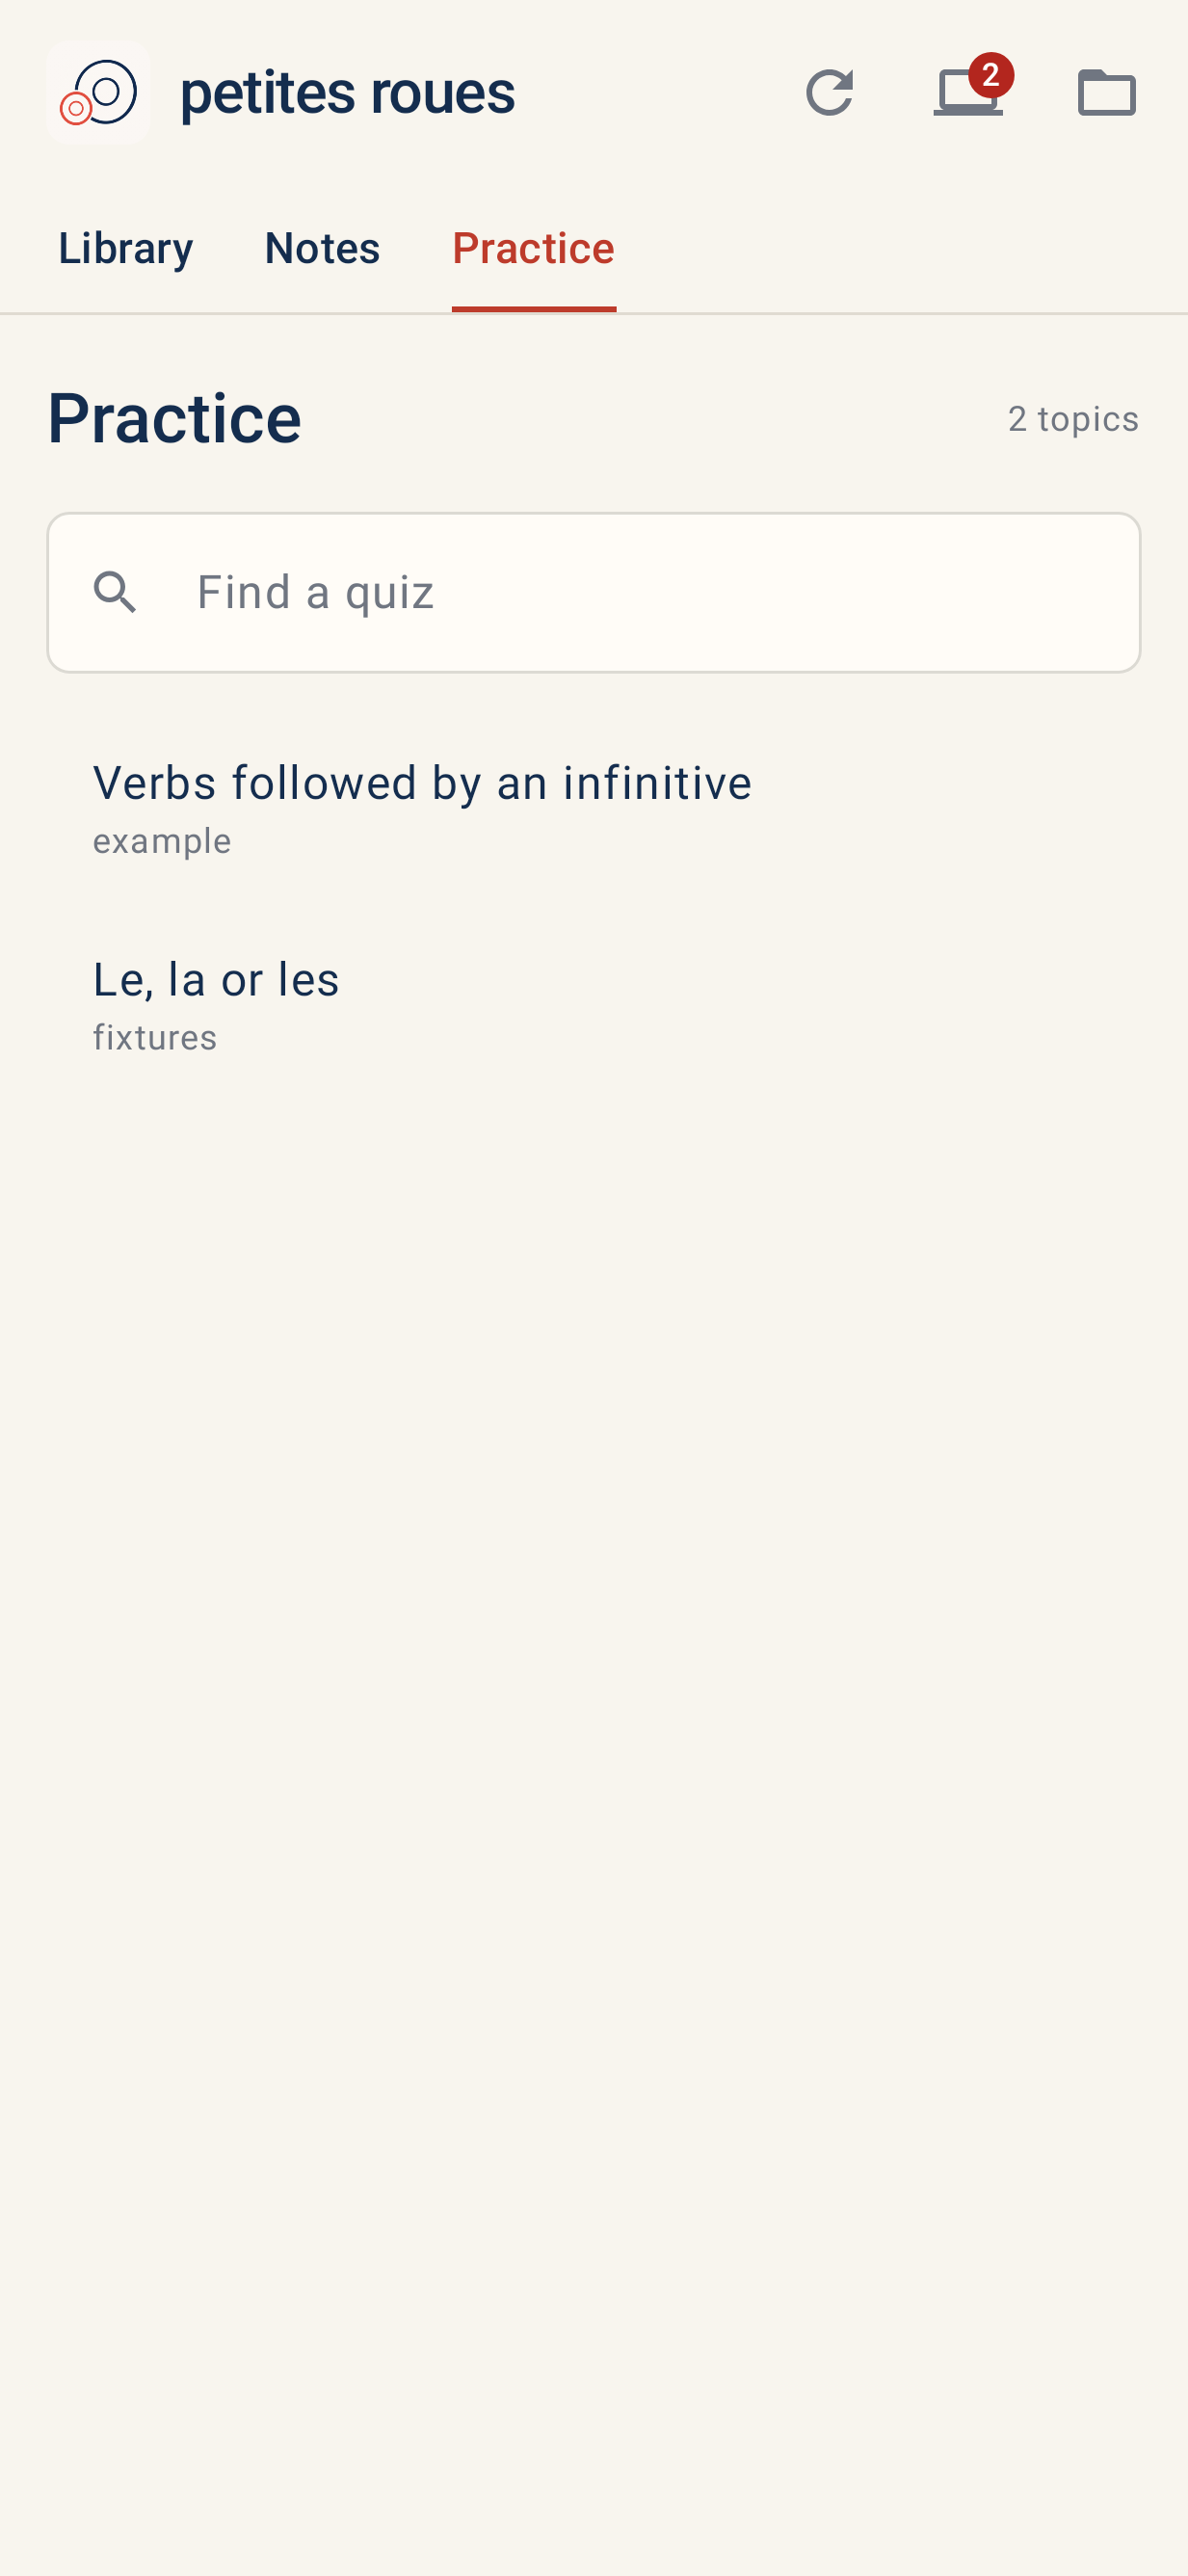 petites roues
2
Library Notes Practice
Practice
2 topics
Find a quiz
Verbs followed by an infinitive
example
Le, la or les
fixtures